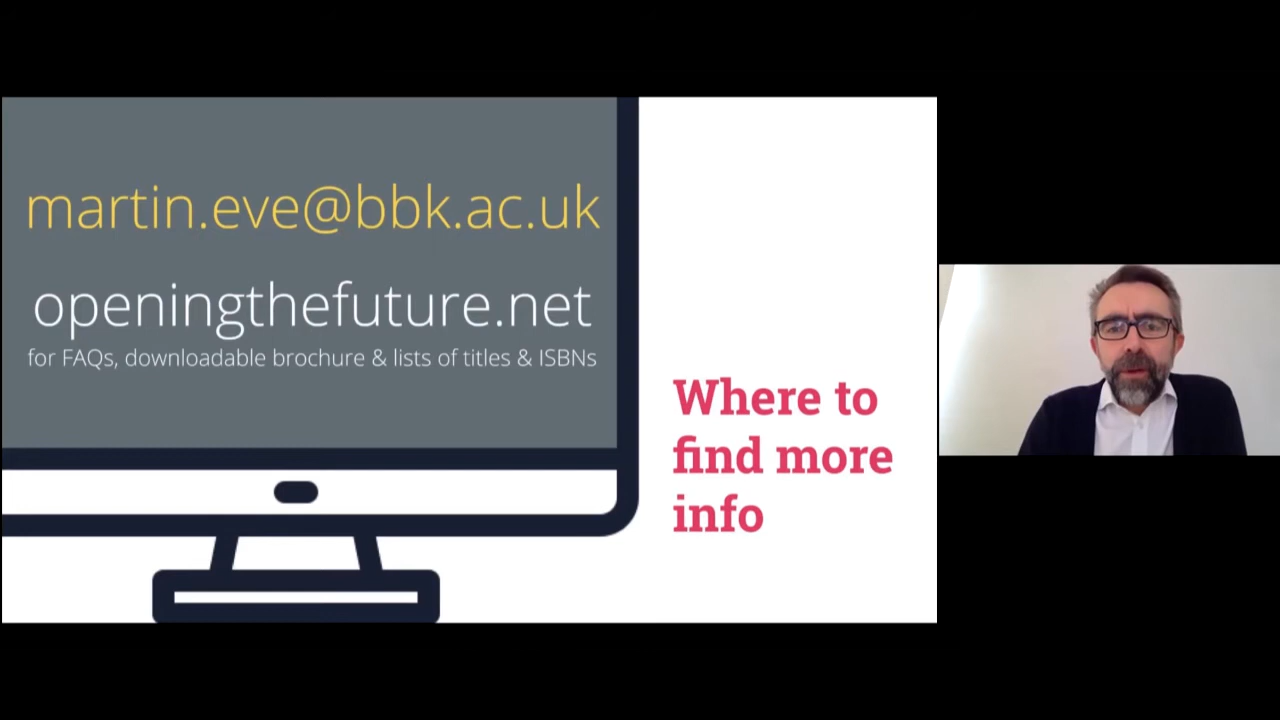 martin.eve@bbk.ac.uk
openingthefuture.net
for FAQs, downloadable brochure & lists of titles & ISBNs
Where to
find more
info